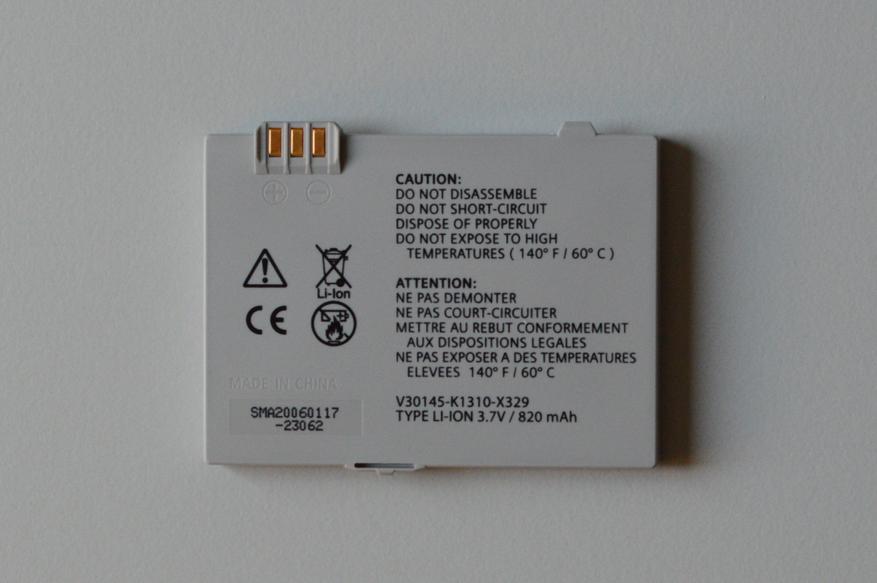 CAUTION:
DO NOT DISASSEMBLE
DO NOT SHORT-CIRCUIT
DISPOSE OF PROPERLY
DO NOT EXPOSE TO HIGH
TEMPERATURES ( 140° F / 60° C )
Li-Ion
CE
ATTENTION:
NE PAS DEMONTER
NE PAS COURT-CIRCUITER
METTRE AU REBUT CONFORMEMENT
AUX DISPOSITIONS LEGALES
NE PAS EXPOSER A DES TEMPERATURES
ELEVEES 140° F / 60° C
MADE IN CHINA
SMA20060117
-23062
V30145-K1310-X329
TYPE LI-ION 3.7V / 820 mAh